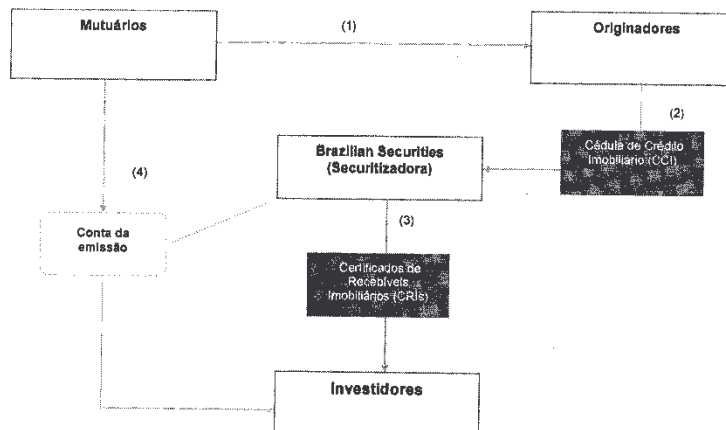 Mutuários
(1)
Originadores
(2)
Cédula de Crédito
Imobiliário (CCI)
Brazilian Securities
(Securitizadora)
(4)
(3)
Conta da
emissão
Certificados de
Recebíveis
Imobiliários (CRIs)
Investidores